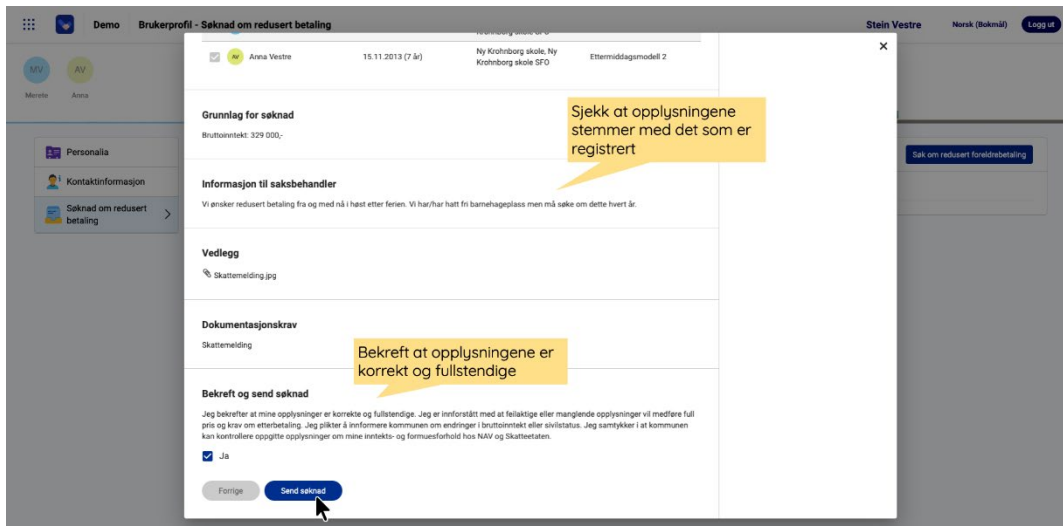 Demo
Brukerprofil - Søknad om redusert betaling
Stein Vestre
Norsk (Bokmål)
Logg ut
MV
AV
Merete
Anna
Personalia
Kontaktinformasjon
Søknad om redusert
betaling
Søk om redusert foreldrebetaling
Krohnborg skole SFO
AV
Anna Vestre
15.11.2013 (7 år)
Ny Krohnborg skole, Ny
Krohnborg skole SFO
Ettermiddagsmodell 2
Grunnlag for søknad
Bruttoinntekt: 329 000,-
Sjekk at opplysningene
stemmer med det som er
registrert
Informasjon til saksbehandler
Vi ønsker redusert betaling fra og med nå i høst etter ferien. Vi har/har hatt fri barnehageplass men må søke om dette hvert år.
Vedlegg
Skattemelding.jpg
Dokumentasjonskrav
Skattemelding
Bekreft at opplysningene er
korrekt og fullstendige
Bekreft og send søknad
Jeg bekrefter at mine opplysninger er korrekte og fullstendige. Jeg er innforstått med at feilaktige eller manglende opplysninger vil medføre full
pris og krav om etterbetaling. Jeg plikter å innformere kommunen om endringer i bruttoinntekt eller sivilstatus. Jeg samtykker i at kommunen
kan kontrollere oppgitte opplysninger om mine inntekts- og formuesforhold hos NAV og Skatteetaten.
Ja
Forrige
Send søknad